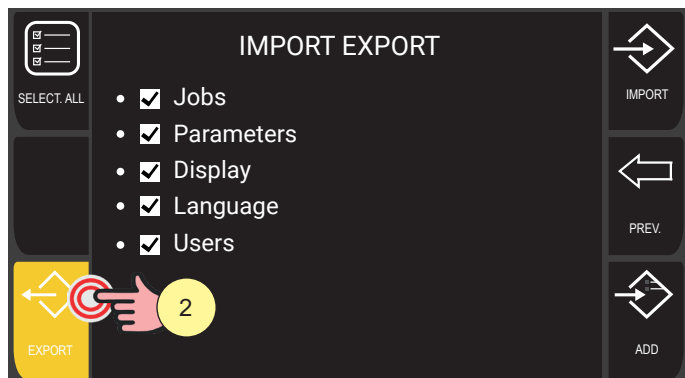 IMPORT EXPORT
SELECT. ALL
IMPORT
Jobs
Parameters
Display
Language
Users
PREV.
2
EXPORT
ADD